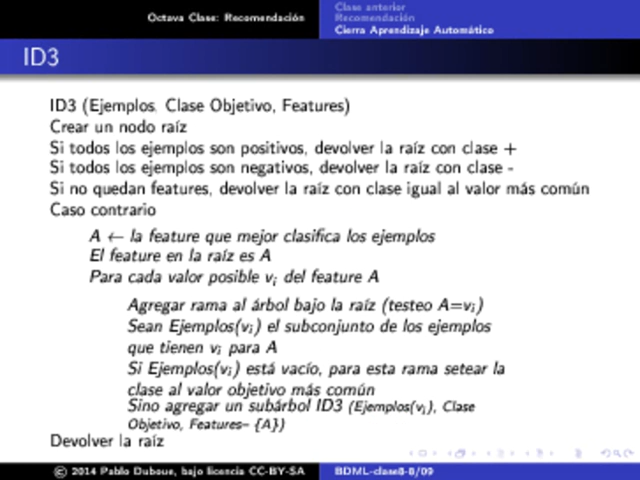 Octava Clase: Recomendación
Clase anterior
Recomendación
Cierra Aprendizaje Automático
ID3
ID3 (Ejemplos, Clase Objetivo, Features)
Crear un nodo raíz
Si todos los ejemplos son positivos, devolver la raíz con clase +
Si todos los ejemplos son negativos, devolver la raíz con clase -
Si no quedan features, devolver la raíz con clase igual al valor más común
Caso contrario
A ← la feature que mejor clasifica los ejemplos
El feature en la raíz es A
Para cada valor posible vᵢ del feature A
Agregar rama al árbol bajo la raíz (testeo A=vᵢ)
Sean Ejemplos(vᵢ) el subconjunto de los ejemplos
que tienen vᵢ para A
Si Ejemplos(vᵢ) está vacío, para esta rama setear la
clase al valor objetivo más común
Sino agregar un subárbol ID3 (Ejemplos(vᵢ), Clase
Objetivo, Features– {A})
Devolver la raíz
© 2014 Pablo Duboue, bajo licencia CC-BY-SA
BDML-clase8-8/09